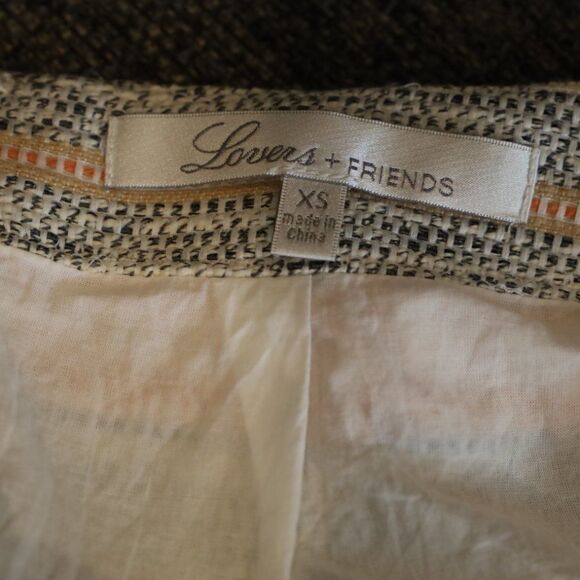 Lovers + FRIENDS
XS
made in
China